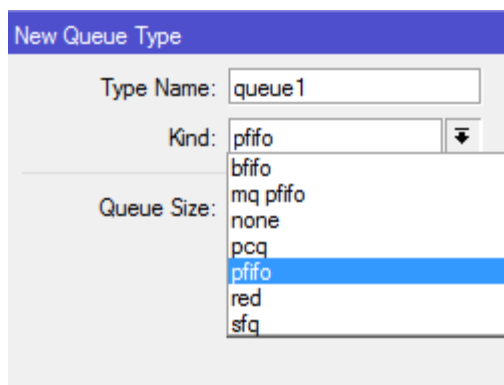 New Queue Type
Type Name: queue1
Kind: pfifo
Queue Size:
bfifo
mq pfifo
none
pcq
pfifo
red
sfq